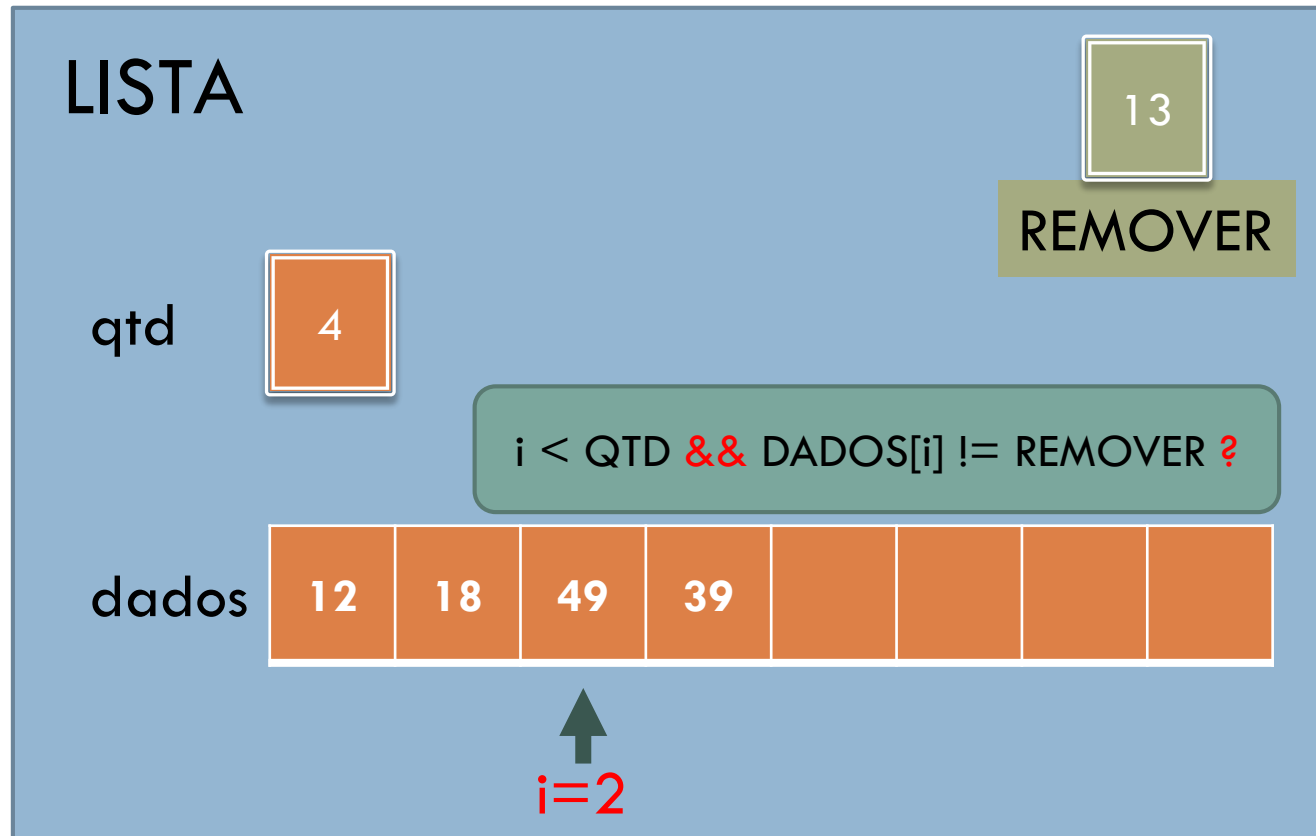 LISTA
13
REMOVER
qtd
4
i < QTD && DADOS[i] != REMOVER ?
dados 12 18 49 39
i=2